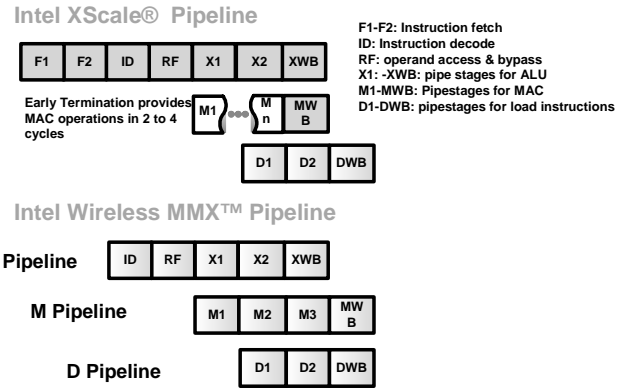 Intel XScale® Pipeline
F1-F2: Instruction fetch
ID: Instruction decode
RF: operand access & bypass
X1: -XWB: pipe stages for ALU
M1-MWB: Pipestages for MAC
D1-DWB: pipestages for load instructions
F1 F2 ID RF X1 X2 XWB
Early Termination provides
MAC operations in 2 to 4
cycles
M1
M
n
MW
B
D1 D2 DWB
Intel Wireless MMX™ Pipeline
Pipeline ID RF X1 X2 XWB
M Pipeline M1 M2 M3 MW
B
D Pipeline D1 D2 DWB